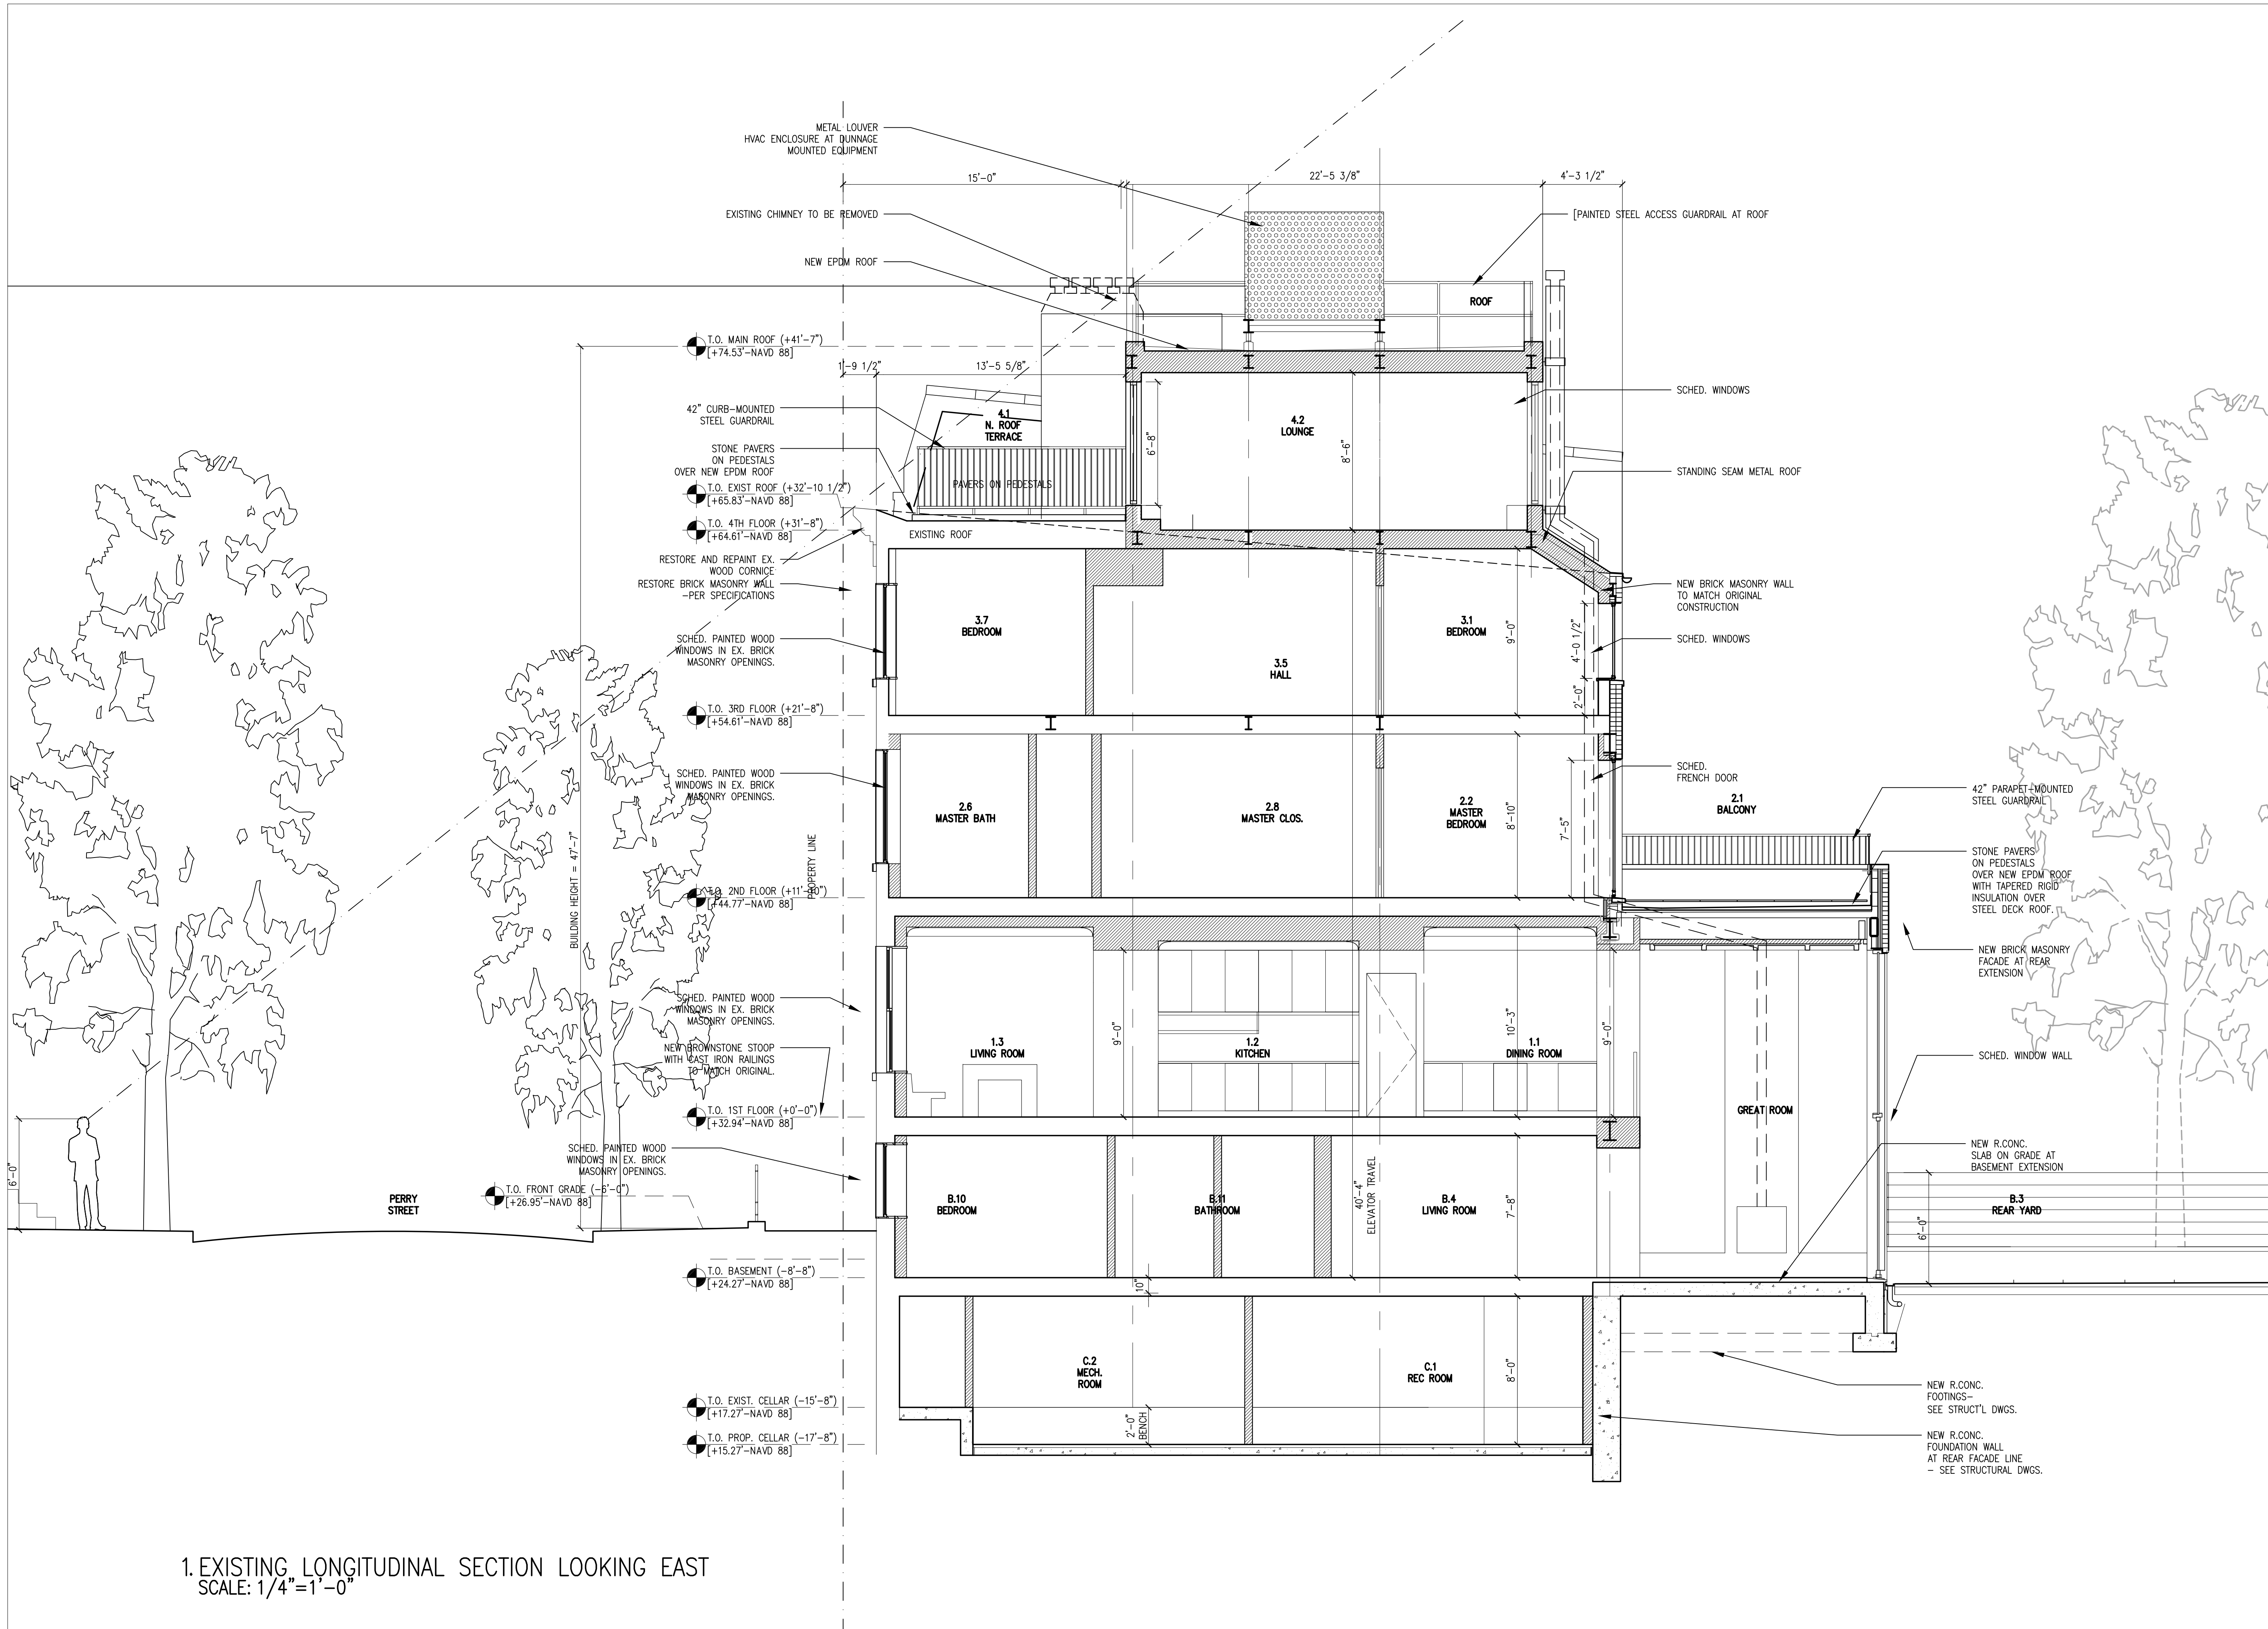 METAL LOUVER
HVAC ENCLOSURE AT DUNNAGE
MOUNTED EQUIPMENT
15'-0"
22'-5 3/8"
4'-3 1/2"
EXISTING CHIMNEY TO BE REMOVED
[PAINTED STEEL ACCESS GUARDRAIL AT ROOF
NEW EPDM ROOF
ROOF
T.O. MAIN ROOF (+41'-7")
[+74.53'-NAVD 88]
1'-9 1/2"
13'-5 5/8"
42" CURB-MOUNTED
STEEL GUARDRAIL
4.1
N. ROOF
TERRACE
6'-8"
4.2
LOUNGE
8'-6"
SCHED. WINDOWS
STONE PAVERS
ON PEDESTALS
OVER NEW EPDM ROOF
PAVERS ON PEDESTALS
STANDING SEAM METAL ROOF
T.O. EXIST ROOF (+32'-10 1/2")
[+65.83'-NAVD 88]
T.O. 4TH FLOOR (+31'-8")
[+64.61'-NAVD 88]
EXISTING ROOF
RESTORE AND REPAINT EX.
WOOD CORNICE
RESTORE BRICK MASONRY WALL
-PER SPECIFICATIONS
NEW BRICK MASONRY WALL
TO MATCH ORIGINAL
CONSTRUCTION
3.7
BEDROOM
3.5
HALL
3.1
BEDROOM
9'-0"
4'-0 1/2"
2'-0"
SCHED. WINDOWS
SCHED. PAINTED WOOD
WINDOWS IN EX. BRICK
MASONRY OPENINGS.
T.O. 3RD FLOOR (+21'-8")
[+54.61'-NAVD 88]
SCHED. PAINTED WOOD
WINDOWS IN EX. BRICK
MASONRY OPENINGS.
SCHED.
FRENCH DOOR
2.6
MASTER BATH
2.8
MASTER CLOS.
2.2
MASTER
BEDROOM
8'-10"
7'-5"
2.1
BALCONY
42" PARAPET-MOUNTED
STEEL GUARDRAIL
STONE PAVERS
ON PEDESTALS
OVER NEW EPDM ROOF
WITH TAPERED RIGID
INSULATION OVER
STEEL DECK ROOF.
BUILDING HEIGHT = 47'-7"
PROPERTY LINE
T.O. 2ND FLOOR (+11'-10")
[+44.77'-NAVD 88]
NEW BRICK MASONRY
FACADE AT REAR
EXTENSION
SCHED. PAINTED WOOD
WINDOWS IN EX. BRICK
MASONRY OPENINGS.
NEW BROWNSTONE STOOP
WITH CAST IRON RAILINGS
TO MATCH ORIGINAL.
1.3
LIVING ROOM
9'-0"
1.2
KITCHEN
1.1
DINING ROOM
10'-3"
9'-0"
SCHED. WINDOW WALL
T.O. 1ST FLOOR (+0'-0")
[+32.94'-NAVD 88]
GREAT ROOM
SCHED. PAINTED WOOD
WINDOWS IN EX. BRICK
MASONRY OPENINGS.
NEW R.CONC.
SLAB ON GRADE AT
BASEMENT EXTENSION
6'-0"
PERRY
STREET
T.O. FRONT GRADE (-6'-0")
[+26.95'-NAVD 88]
B.10
BEDROOM
B.11
BATHROOM
40'-4"
ELEVATOR TRAVEL
B.4
LIVING ROOM
7'-8"
B.3
REAR YARD
6'-0"
T.O. BASEMENT (-8'-8")
[+24.27'-NAVD 88]
10"
C.2
MECH.
ROOM
C.1
REC ROOM
8'-0"
2'-0"
BENCH
T.O. EXIST. CELLAR (-15'-8")
[+17.27'-NAVD 88]
T.O. PROP. CELLAR (-17'-8")
[+15.27'-NAVD 88]
NEW R.CONC.
FOOTINGS-
SEE STRUCT'L DWGS.
NEW R.CONC.
FOUNDATION WALL
AT REAR FACADE LINE
- SEE STRUCTURAL DWGS.
1. EXISTING LONGITUDINAL SECTION LOOKING EAST
SCALE: 1/4"=1'-0"